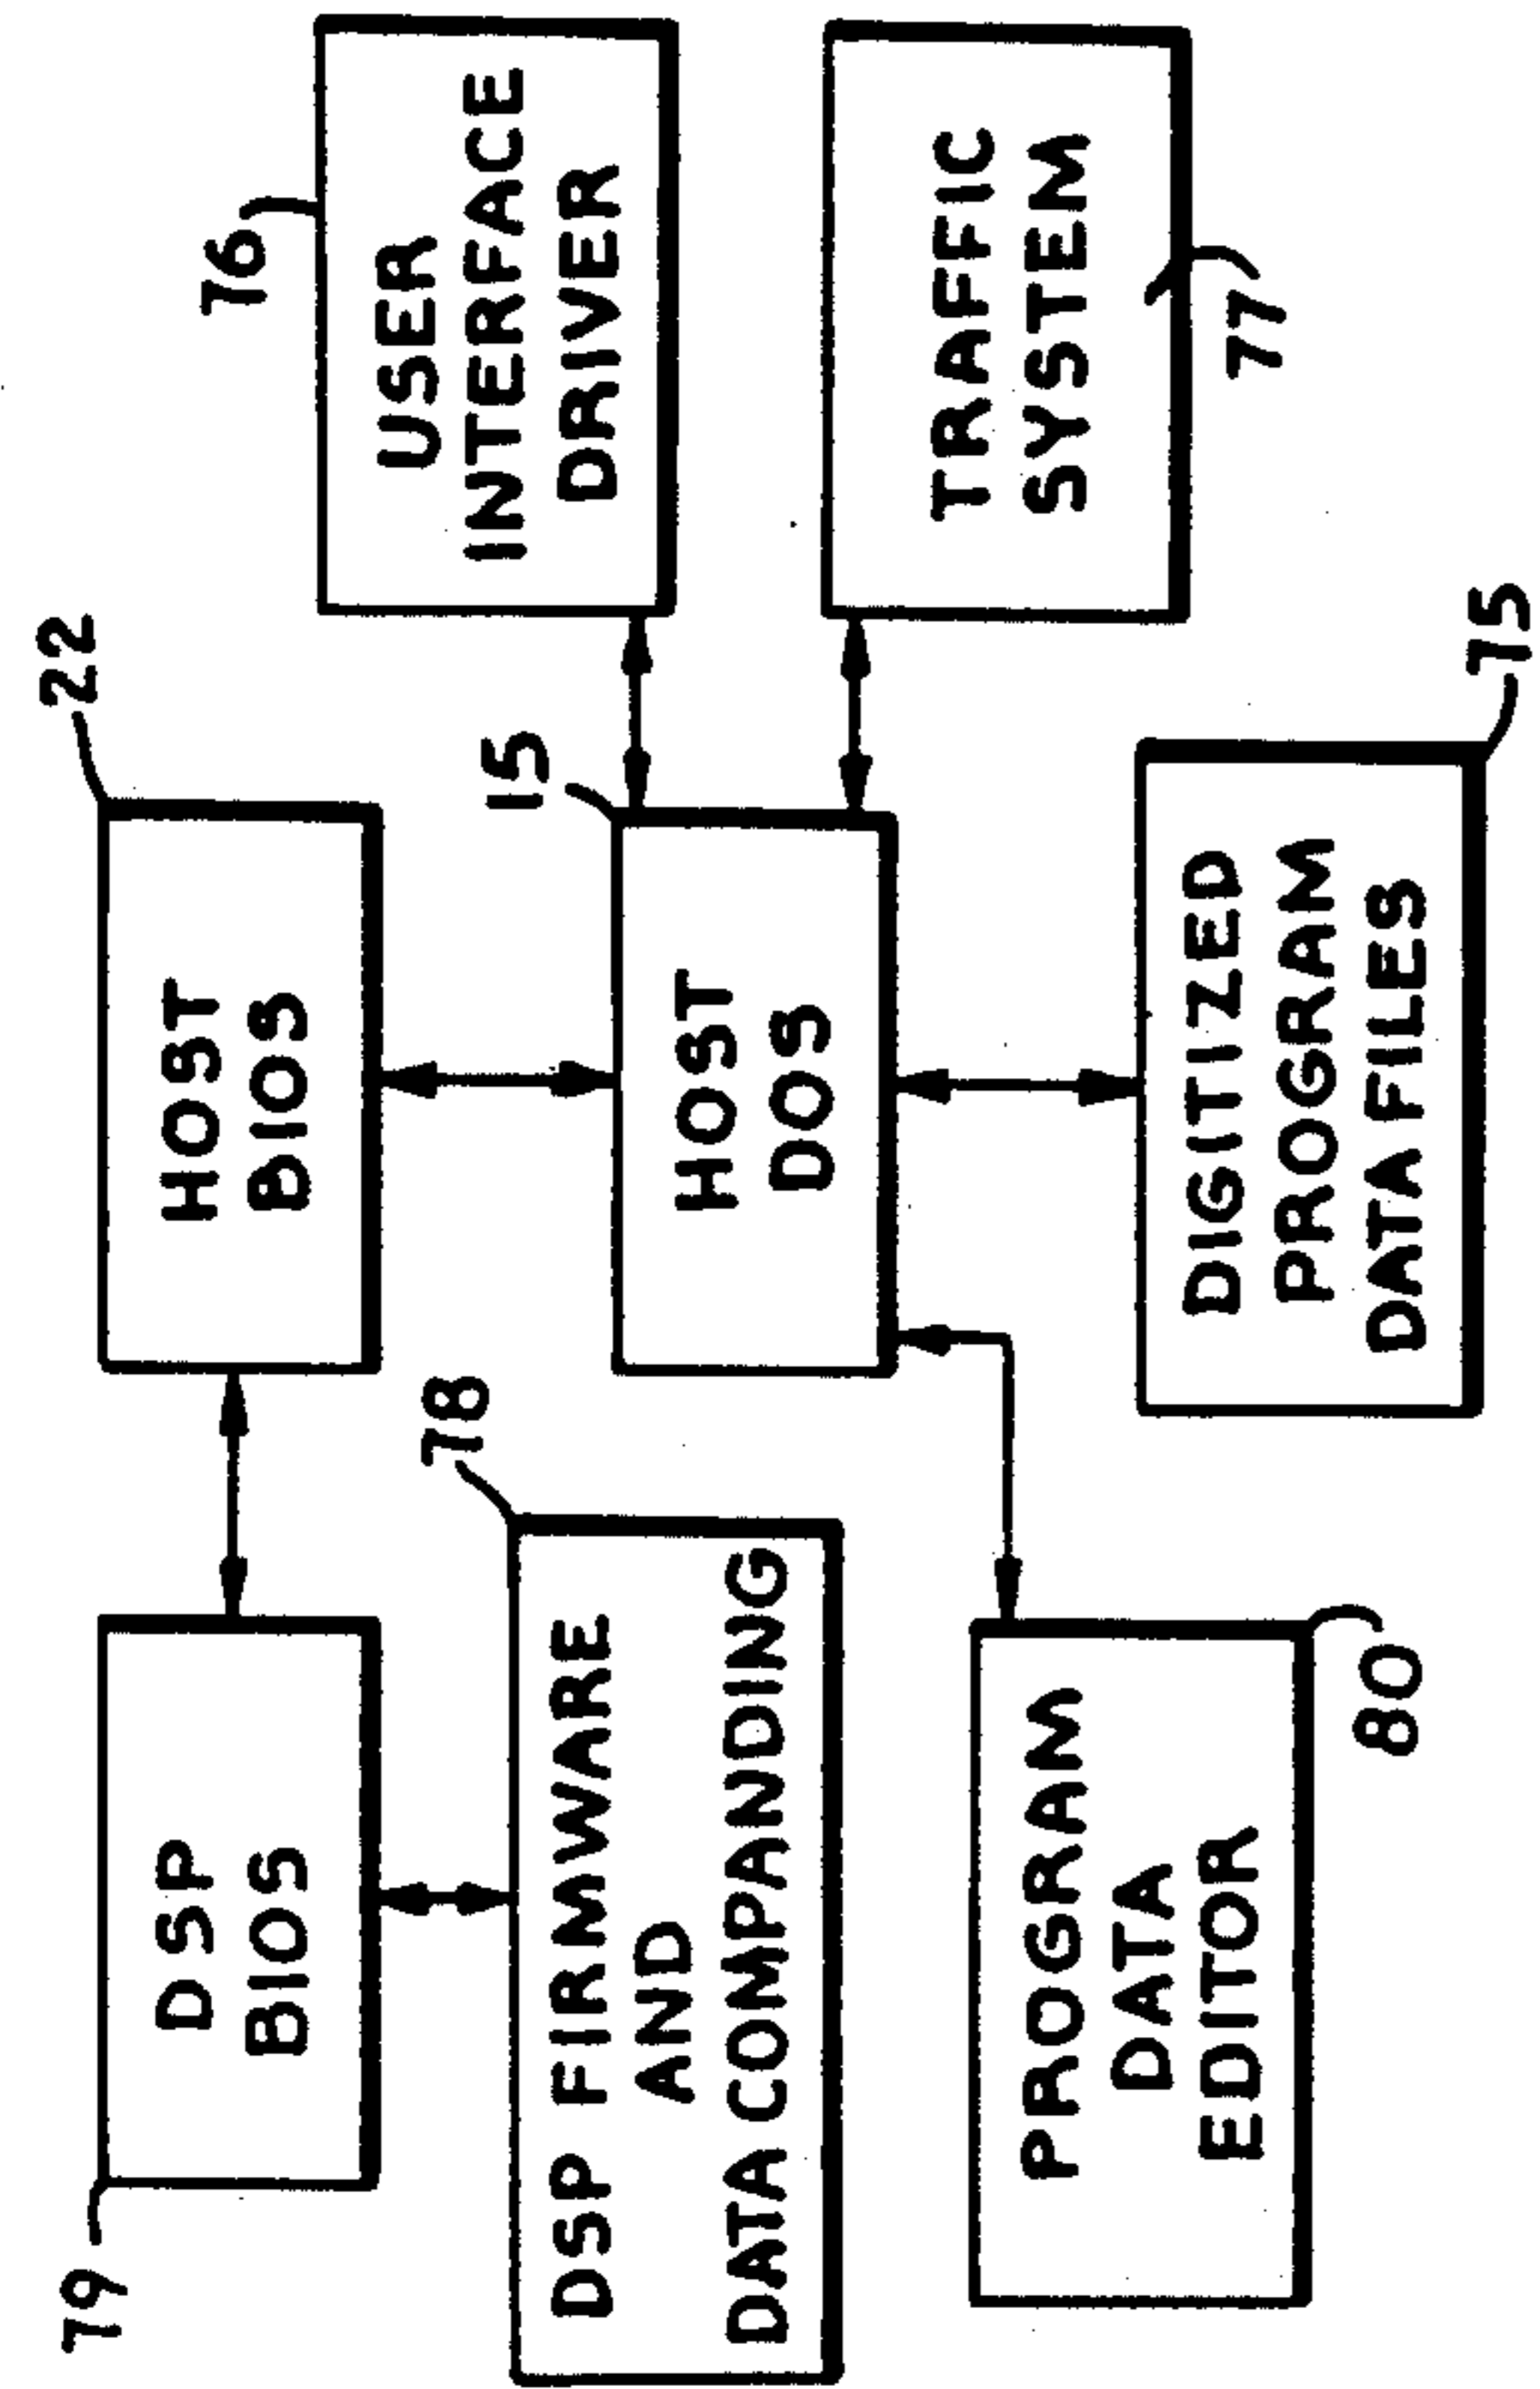 79
DSP
BIOS
22
HOST
BIOS
76
USER
INTERFACE
DRIVER
78
DSP FIRMWARE
AND
DATA COMPANDING
15
HOST
DOS
TRAFFIC
SYSTEM
77
PROGRAM
DATA
EDITOR
80
DIGITIZED
PROGRAM
DATA FILES
75